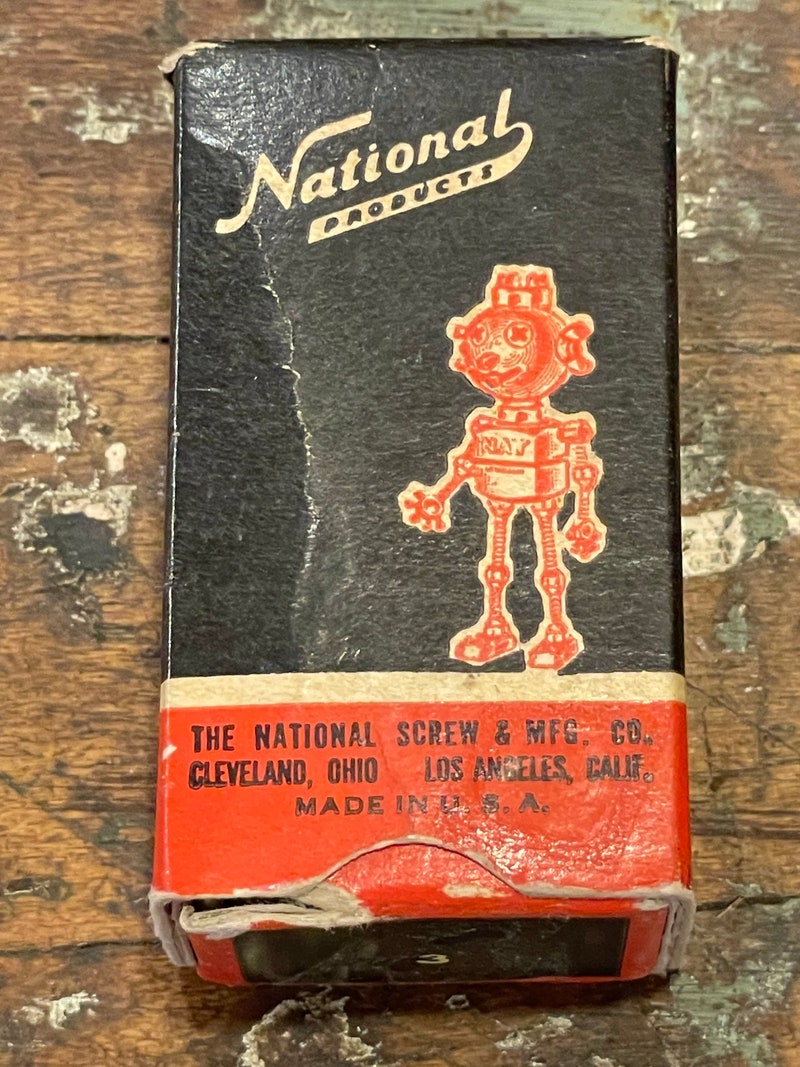 National
PRODUCTS
NAT
THE NATIONAL SCREW & MFG. CO.
CLEVELAND, OHIO LOS ANGELES, CALIF.
MADE IN U. S. A.
3